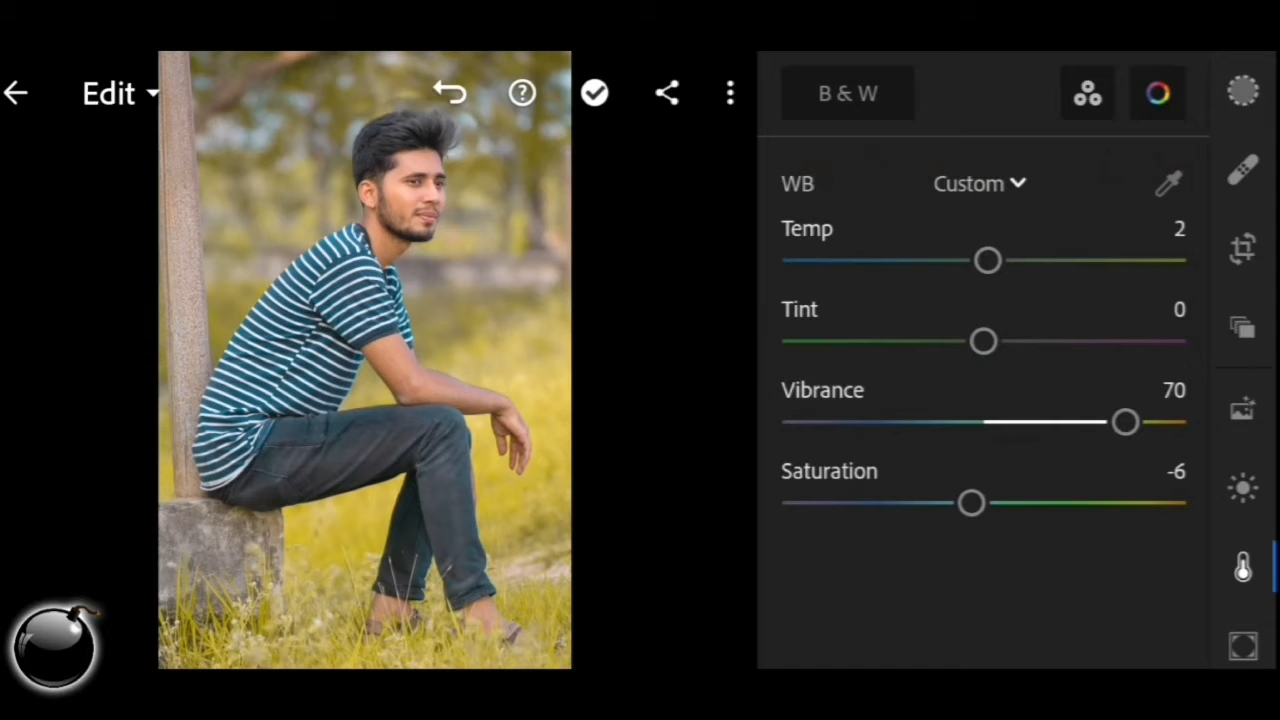 Edit
B & W
WB Custom
Temp 2
Tint 0
Vibrance 70
Saturation -6